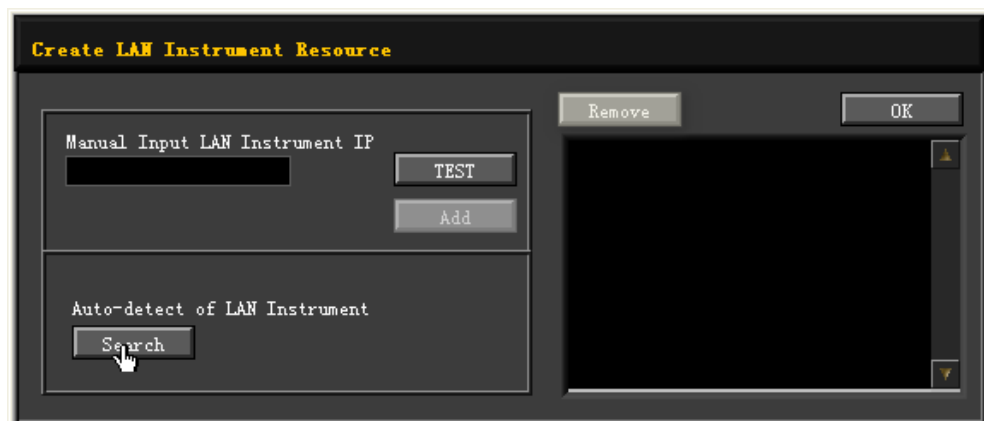 Create LAN Instrument Resource
Manual Input LAN Instrument IP
TEST
Add
Auto-detect of LAN Instrument
Search
Remove
OK